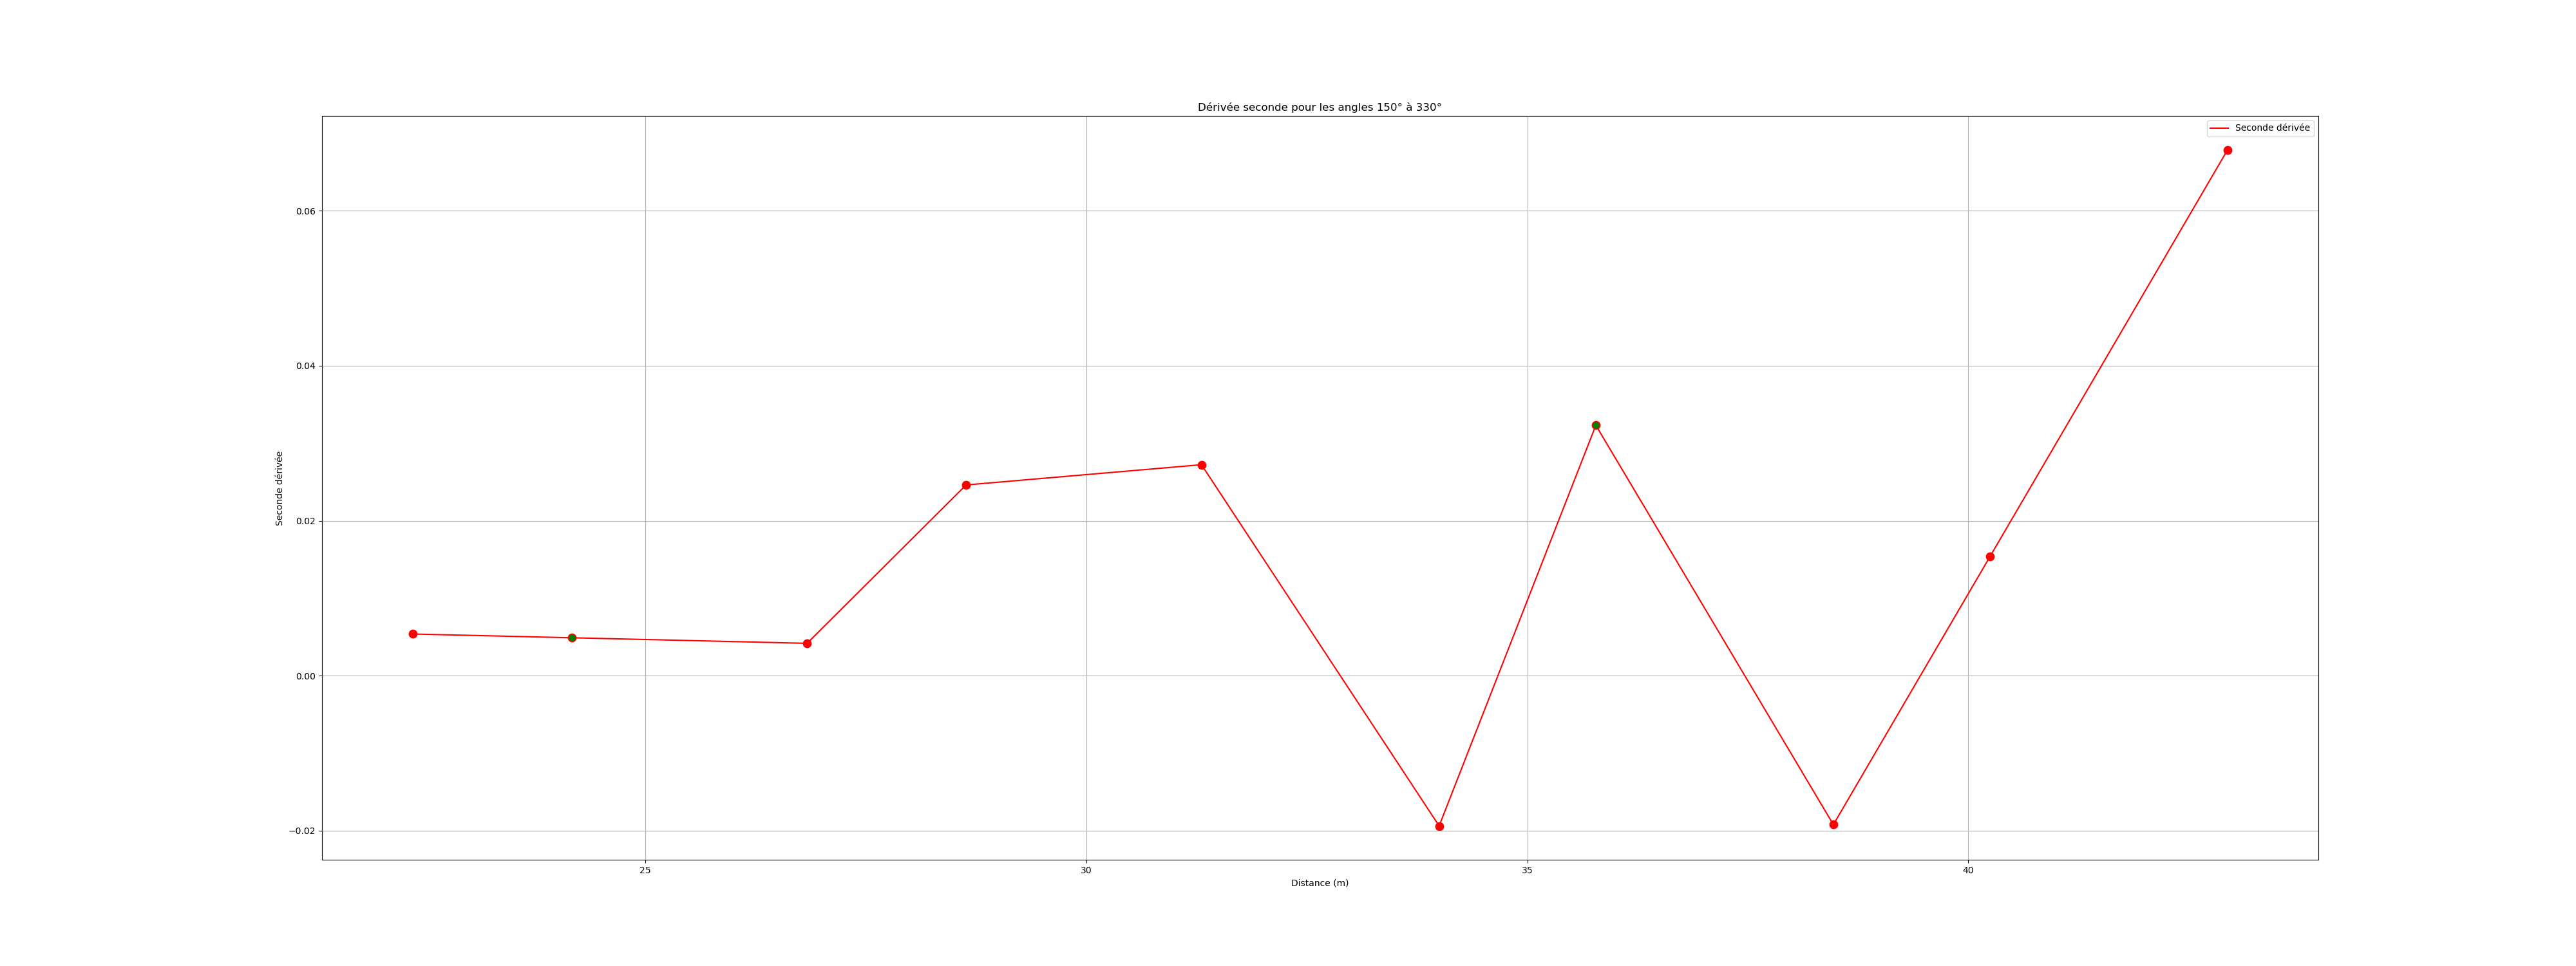 Dérivée seconde pour les angles 150° à 330°
Seconde dérivée
0.06
0.04
0.02
0.00
−0.02
Seconde dérivée
25
30
35
40
Distance (m)